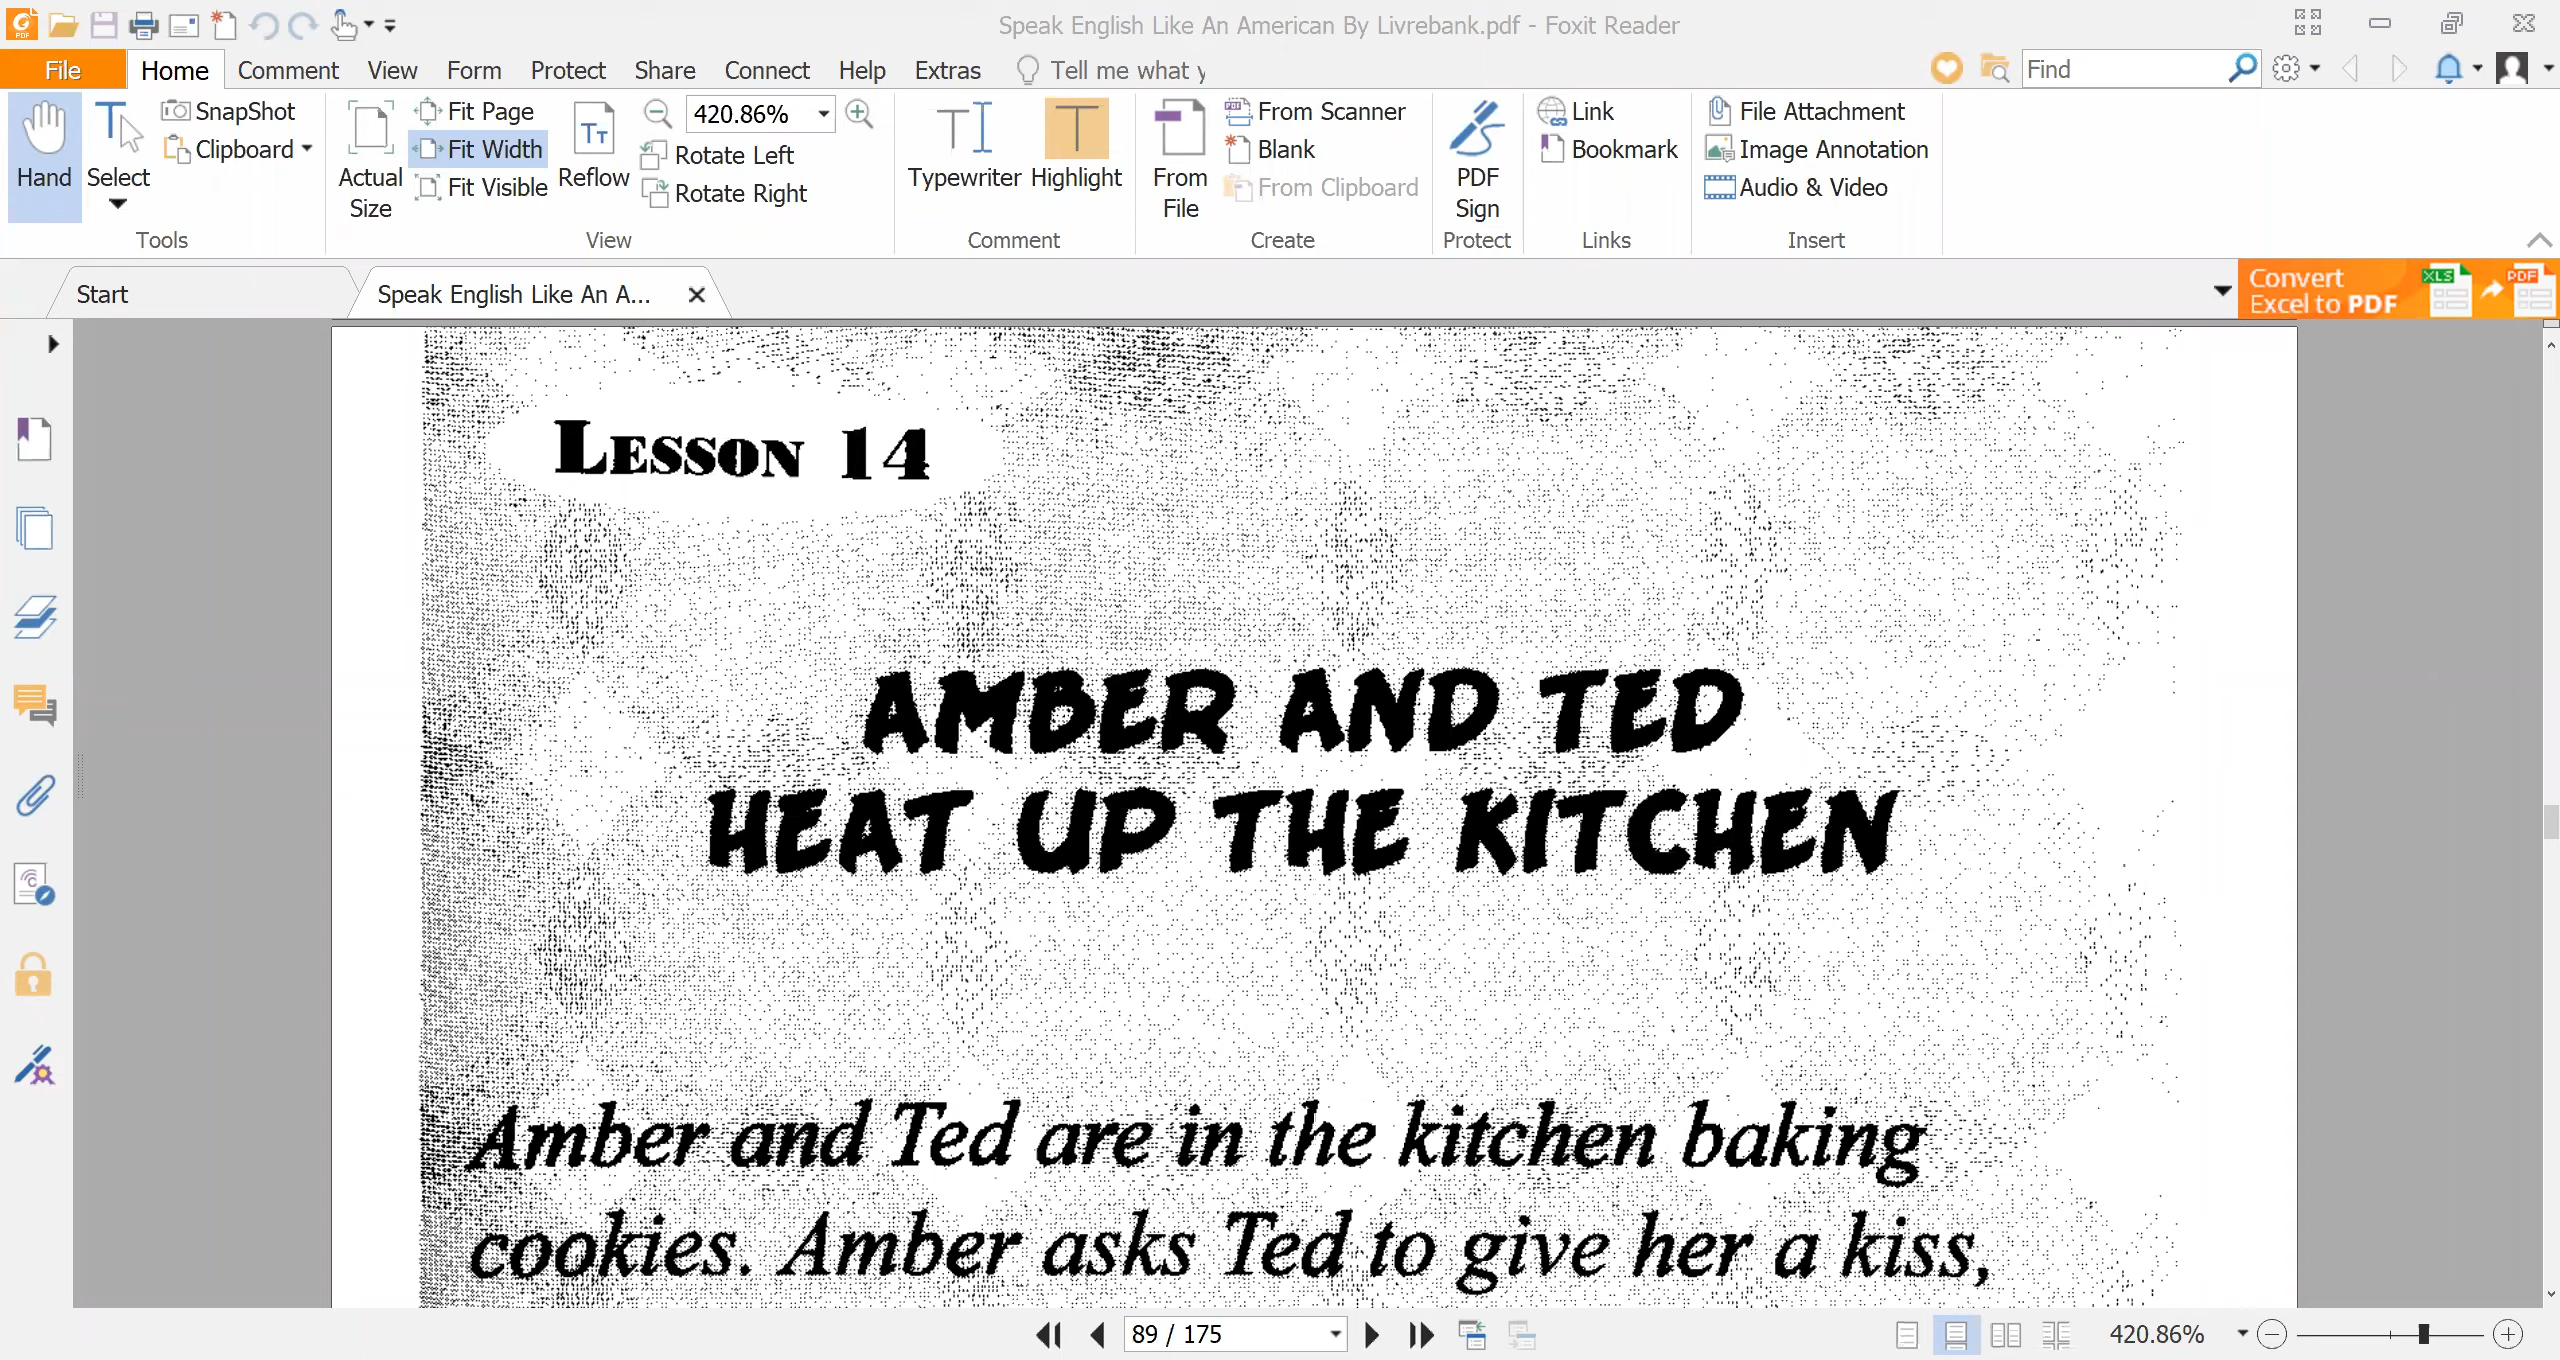 Speak English Like An American By Livrebank.pdf - Foxit Reader
File Home Comment View Form Protect Share Connect Help Extras Tell me what y Find
Hand
Select
SnapShot
Clipboard
Tools
Actual Size
Fit Page
Fit Width
Fit Visible
Reflow
420.86%
Rotate Left
Rotate Right
View
Typewriter
Highlight
Comment
From File
From Scanner
Blank
From Clipboard
Create
PDF Sign
Protect
Link
Bookmark
Links
File Attachment
Image Annotation
Audio & Video
Insert
Start
Speak English Like An A...
Convert
Excel to PDF
XLS PDF
LESSON 14
AMBER AND TED
HEAT UP THE KITCHEN
Amber and Ted are in the kitchen baking
cookies. Amber asks Ted to give her a kiss,
89 / 175
420.86%